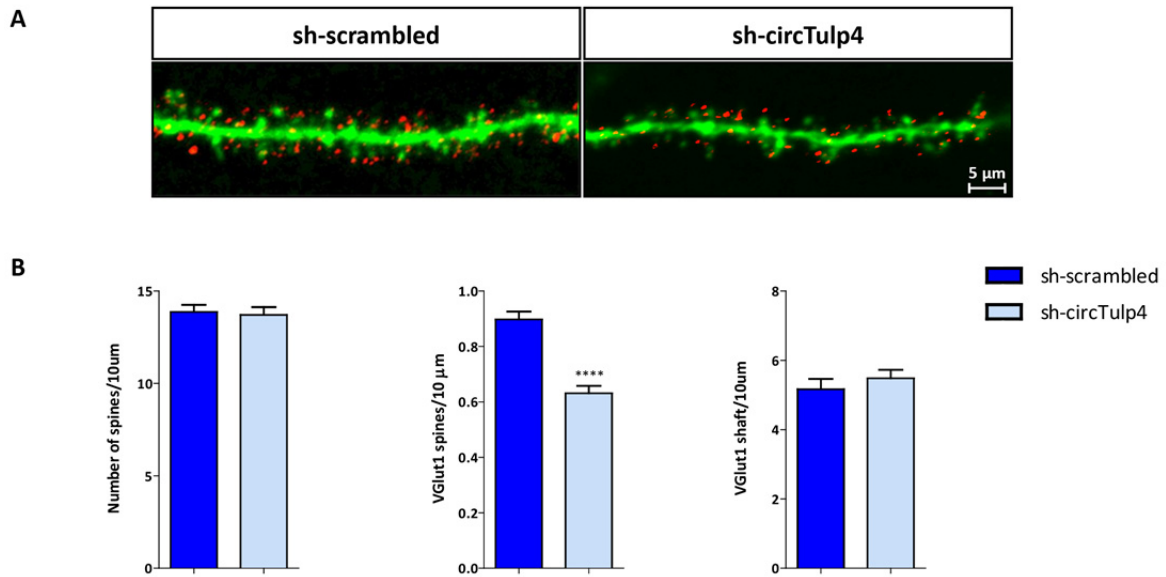 A
sh-scrambled
sh-circTulp4
5 µm
B
sh-scrambled
sh-circTulp4
Number of spines/10um
15
10
5
0
VGlut1 spines/10 µm
1.0
0.8
0.6
0.4
0.2
0.0
****
VGlut1 shaft/10um
8
6
4
2
0